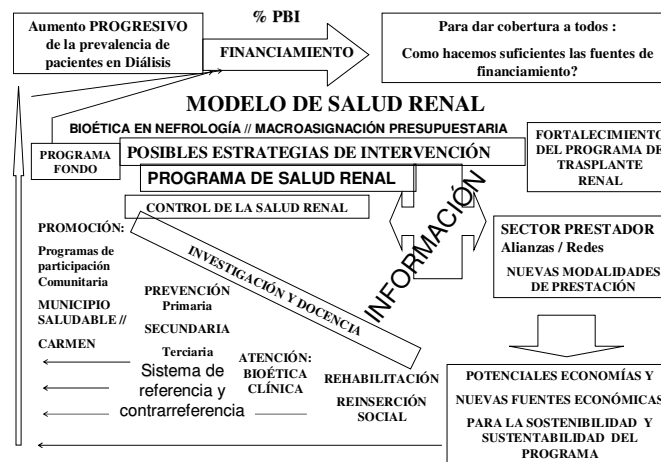 Aumento PROGRESIVO
de la prevalencia de
pacientes en Diálisis
% PBI
FINANCIAMIENTO
Para dar cobertura a todos :
Como hacemos suficientes las fuentes de
financiamiento?
MODELO DE SALUD RENAL
BIOÉTICA EN NEFROLOGÍA // MACROASIGNACIÓN PRESUPUESTARIA
PROGRAMA
FONDO
POSIBLES ESTRATEGIAS DE INTERVENCIÓN
PROGRAMA DE SALUD RENAL
CONTROL DE LA SALUD RENAL
FORTALECIMIENTO
DEL PROGRAMA DE
TRASPLANTE
RENAL
INFORMACIÓN
INVESTIGACIÓN Y DOCENCIA
SECTOR PRESTADOR
Alianzas / Redes
NUEVAS MODALIDADES
DE PRESTACIÓN
PROMOCIÓN:
Programas de
participación
Comunitaria
MUNICIPIO
SALUDABLE //
CARMEN
PREVENCIÓN
Primaria
SECUNDARIA
Terciaria
Sistema de
referencia y
contrarreferencia
ATENCIÓN:
BIOÉTICA
CLÍNICA
REHABILITACIÓN
REINSERCIÓN
SOCIAL
POTENCIALES ECONOMÍAS Y
NUEVAS FUENTES ECONÓMICAS
PARA LA SOSTENIBILIDAD Y
SUSTENTABILIDAD DEL
PROGRAMA